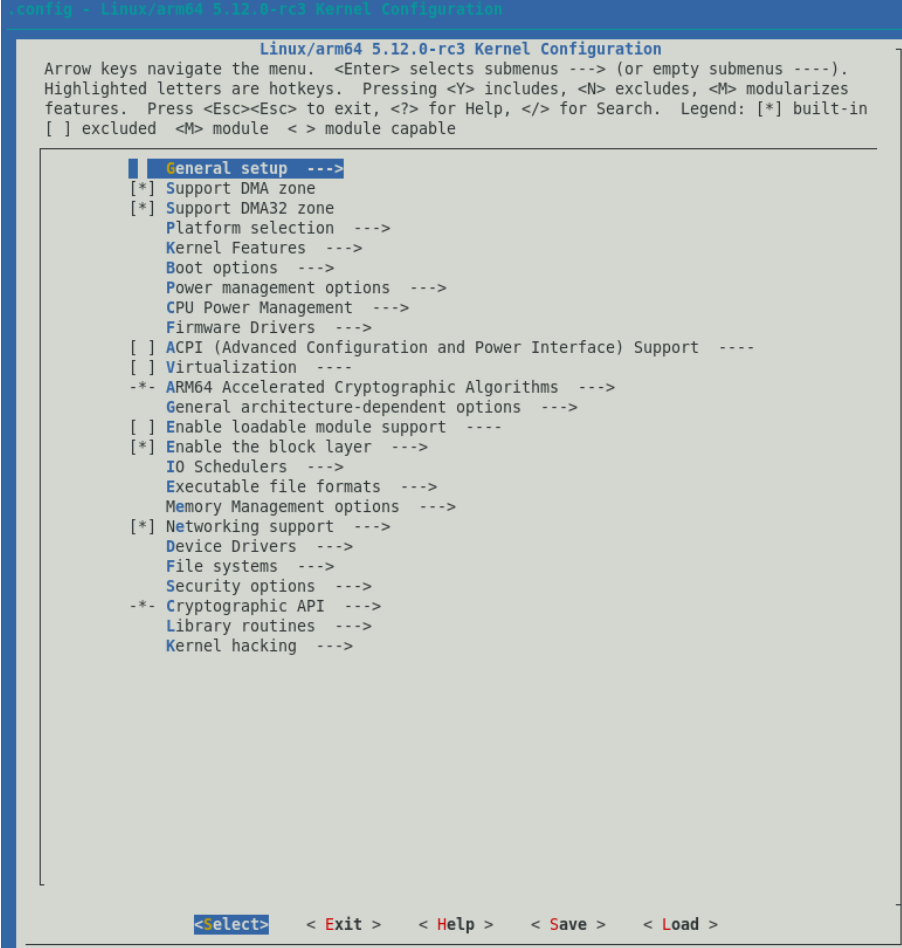 .config - Linux/arm64 5.12.0-rc3 Kernel Configuration
Linux/arm64 5.12.0-rc3 Kernel Configuration
Arrow keys navigate the menu.  <Enter> selects submenus ---> (or empty submenus ----).
Highlighted letters are hotkeys.  Pressing <Y> includes, <N> excludes, <M> modularizes
features.  Press <Esc><Esc> to exit, <?> for Help, </> for Search.  Legend: [*] built-in
[ ] excluded  <M> module  < > module capable
General setup  --->
[*] Support DMA zone
[*] Support DMA32 zone
Platform selection  --->
Kernel Features  --->
Boot options  --->
Power management options  --->
CPU Power Management  --->
Firmware Drivers  --->
[ ] ACPI (Advanced Configuration and Power Interface) Support  ----
[ ] Virtualization  ----
-*- ARM64 Accelerated Cryptographic Algorithms  --->
General architecture-dependent options  --->
[ ] Enable loadable module support  ----
[*] Enable the block layer  --->
IO Schedulers  --->
Executable file formats  --->
Memory Management options  --->
[*] Networking support  --->
Device Drivers  --->
File systems  --->
Security options  --->
-*- Cryptographic API  --->
Library routines  --->
Kernel hacking  --->
<Select>    < Exit >    < Help >    < Save >    < Load >